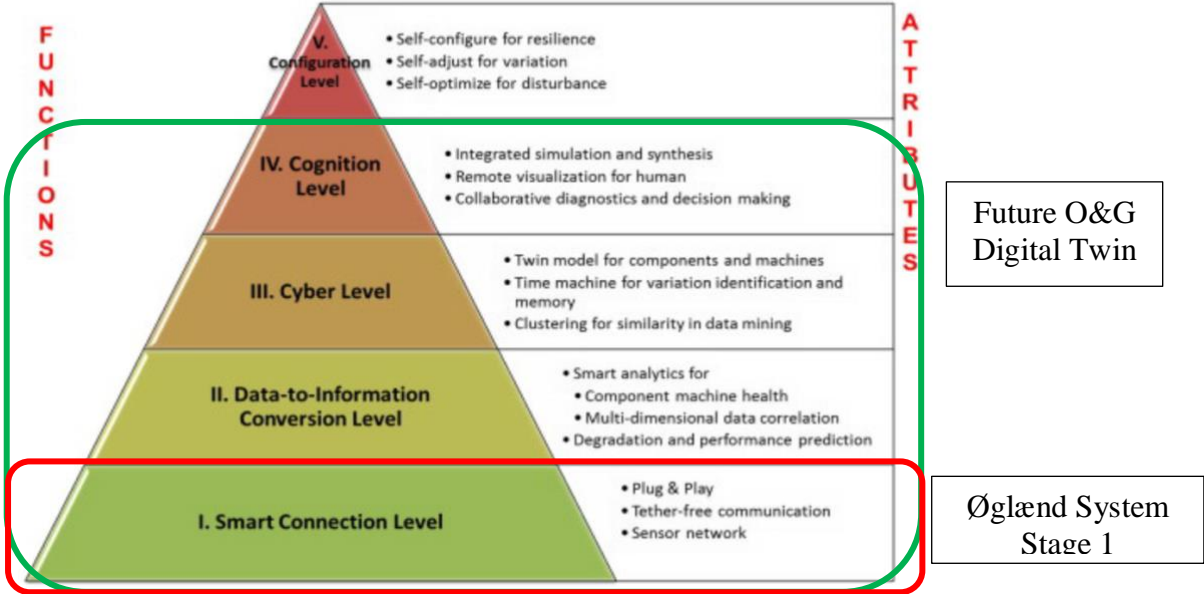 FUNCTIONS
ATTRIBUTES
V.
Configuration
Level
• Self-configure for resilience
• Self-adjust for variation
• Self-optimize for disturbance
IV. Cognition
Level
• Integrated simulation and synthesis
• Remote visualization for human
• Collaborative diagnostics and decision making
III. Cyber Level
• Twin model for components and machines
• Time machine for variation identification and
memory
• Clustering for similarity in data mining
II. Data-to-Information
Conversion Level
• Smart analytics for
• Component machine health
• Multi-dimensional data correlation
• Degradation and performance prediction
I. Smart Connection Level
• Plug & Play
• Tether-free communication
• Sensor network
Future O&G
Digital Twin
Øglænd System
Stage 1